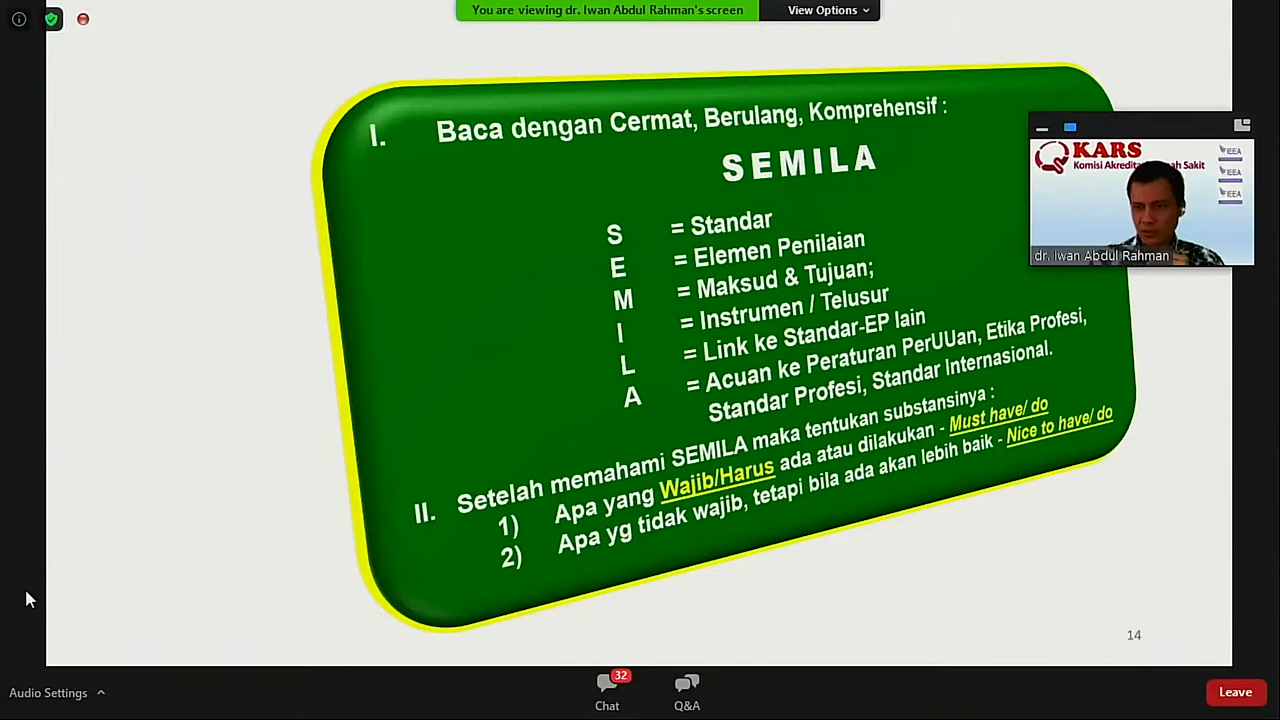 You are viewing dr. Iwan Abdul Rahman's screen
View Options
I. Baca dengan Cermat, Berulang, Komprehensif :
SEMILA
S = Standar
E = Elemen Penilaian
M = Maksud & Tujuan;
I = Instrumen / Telusur
L = Link ke Standar-EP lain
A = Acuan ke Peraturan PerUUan, Etika Profesi,
Standar Profesi, Standar Internasional.
II. Setelah memahami SEMILA maka tentukan substansinya :
1) Apa yang Wajib/Harus ada atau dilakukan - Must have/ do
2) Apa yg tidak wajib, tetapi bila ada akan lebih baik - Nice to have/ do
KARS
Komisi Akreditasi Sakit
IEEA
IEEA
IEEA
dr. Iwan Abdul Rahman
14
Audio Settings
32
Chat
Q&A
Leave